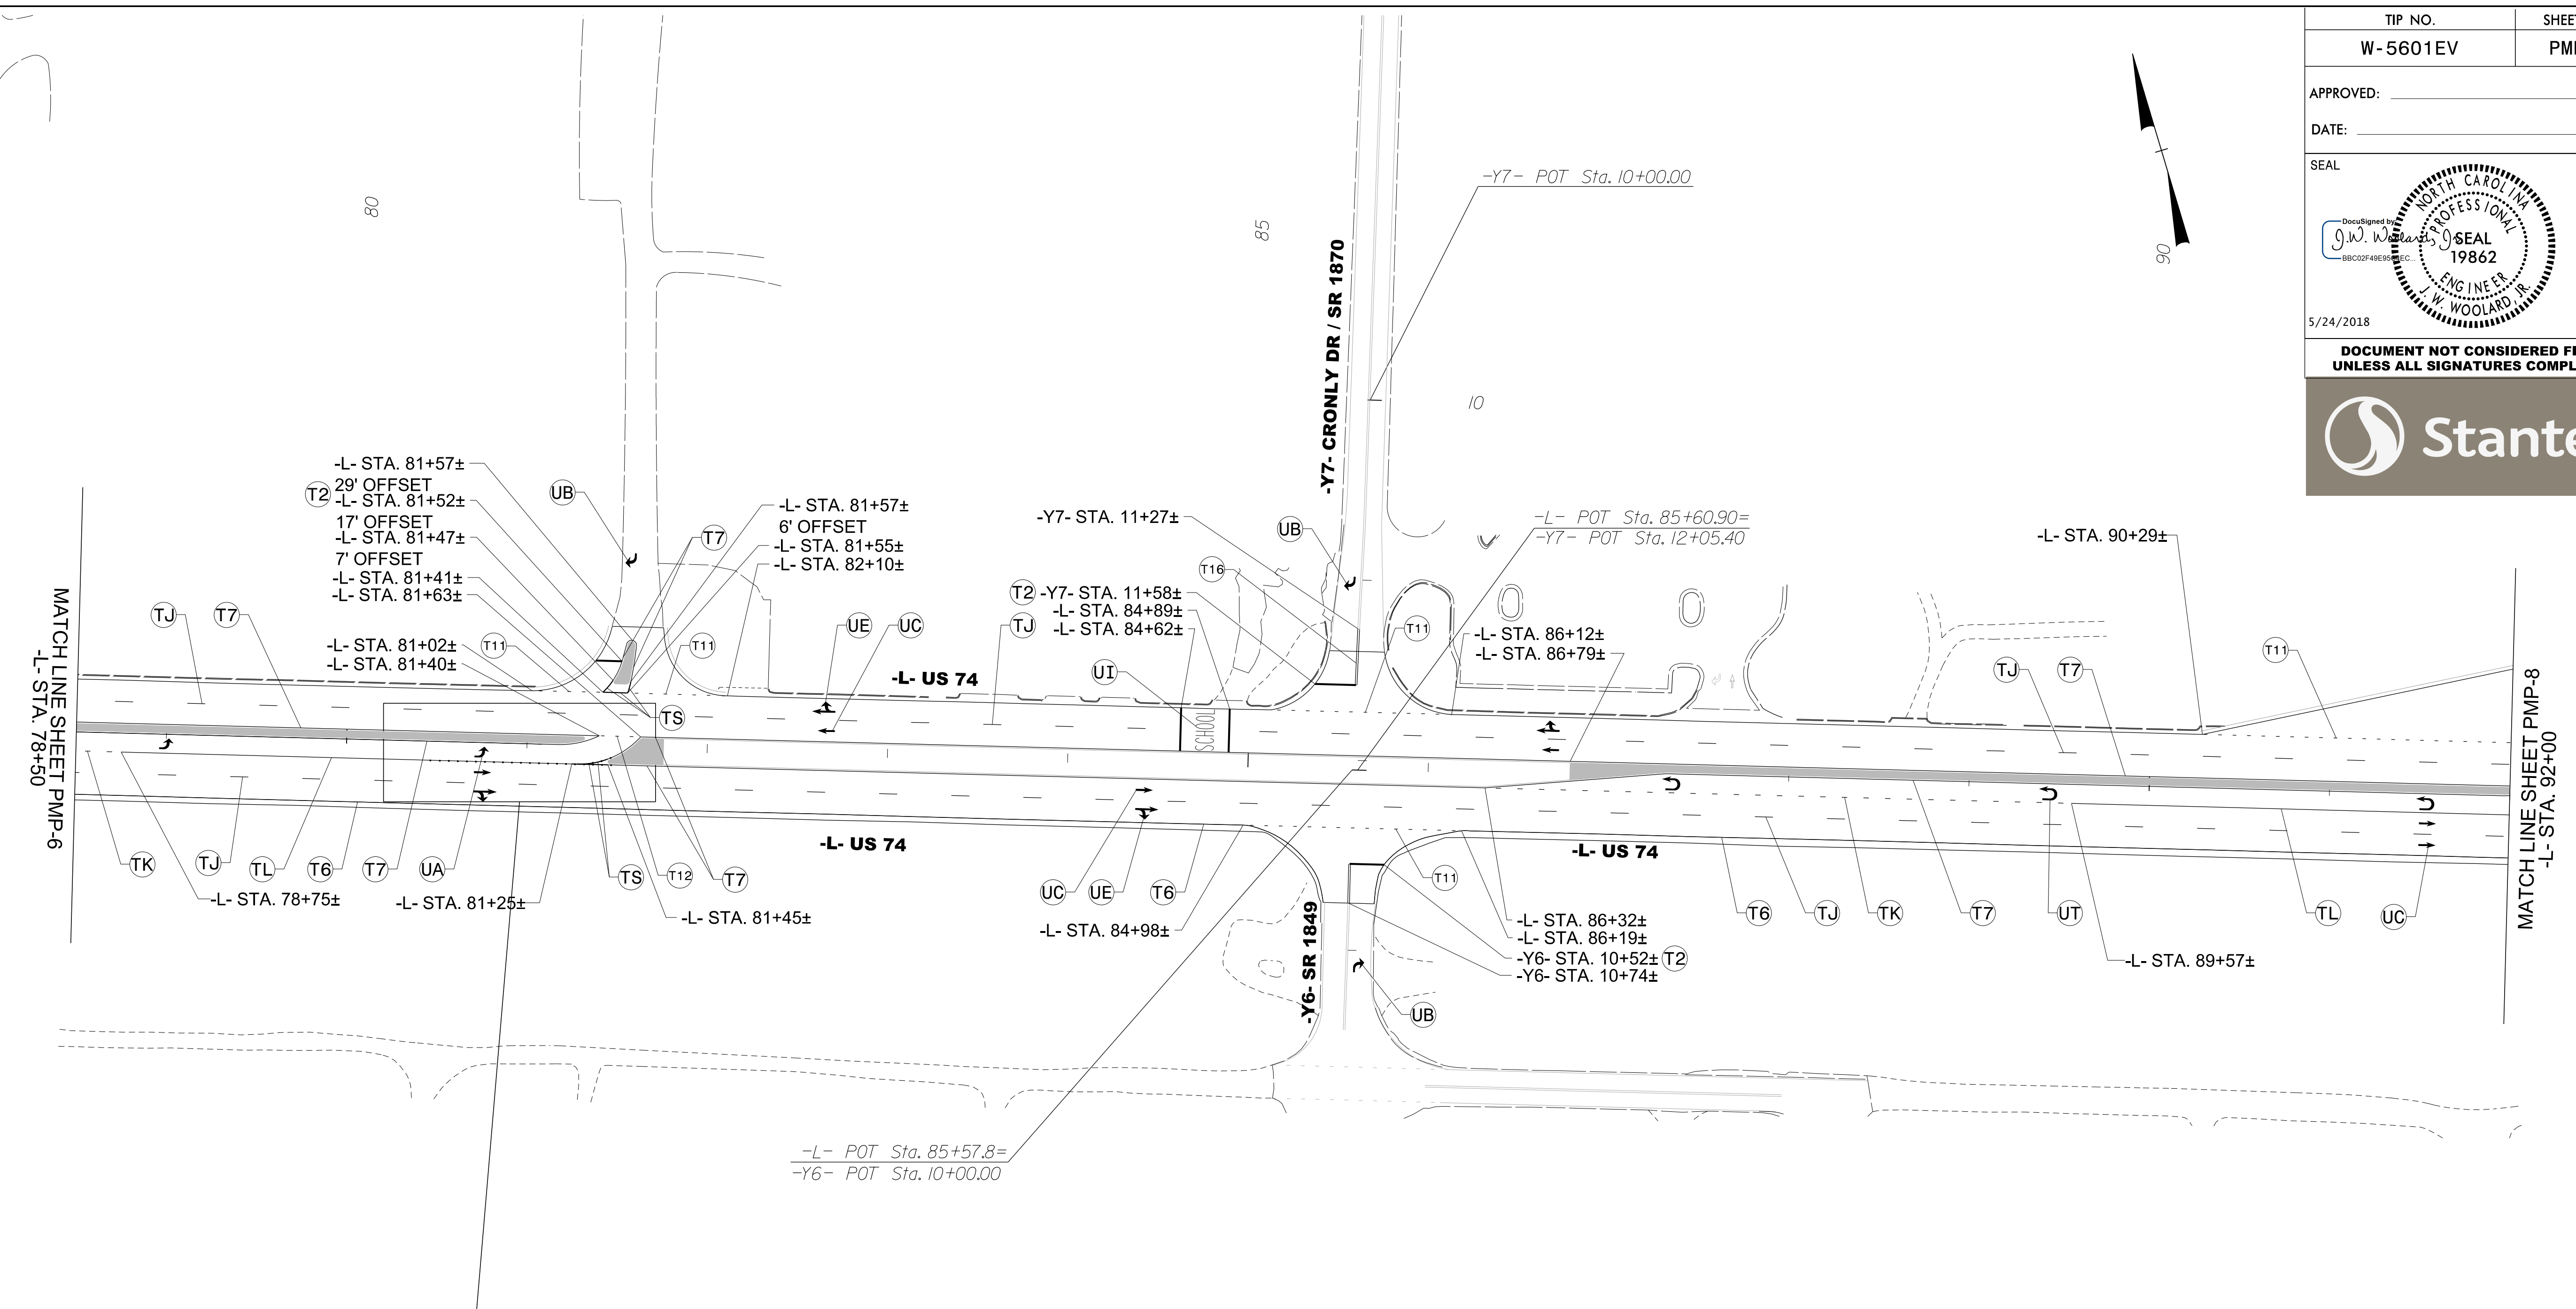 TIP NO.
SHEET
W-5601EV
PMP
APPROVED:
DATE:
SEAL
NORTH CAROLINA
PROFESSIONAL
SEAL
19862
ENGINEER
J. W. WOOLARD, JR.
DocuSigned by:
J.W. Woolard, Jr.
5/24/2018
DOCUMENT NOT CONSIDERED
UNLESS ALL SIGNATURES
Stante
80
85
90
10
-Y7- POT Sta. 10+00.00
-Y7- CRONLY DR / SR 1870
-L- STA. 81+57±
29' OFFSET
T2
-L- STA. 81+52±
17' OFFSET
-L- STA. 81+47±
7' OFFSET
-L- STA. 81+41±
-L- STA. 81+63±
-L- STA. 81+02±
-L- STA. 81+40±
UB
T7
-L- STA. 81+57±
6' OFFSET
-L- STA. 81+55±
-L- STA. 82+10±
T11
T11
TS
TJ
T7
UE
UC
TJ
-L- US 74
-Y7- STA. 11+27±
T16
UB
T2 -Y7- STA. 11+58±
-L- STA. 84+89±
-L- STA. 84+62±
UI
SCHOOL
-L- POT Sta. 85+60.90=
-Y7- POT Sta. 12+05.40
T11
-L- STA. 86+12±
-L- STA. 86+79±
-L- STA. 90+29±
TJ
T7
T11
MATCH LINE SHEET PMP-6
-L- STA. 78+50
MATCH LINE SHEET PMP-8
-L- STA. 92+00
TK
TJ
TL
T6
T7
UA
TS
T12
T7
-L- STA. 78+75±
-L- STA. 81+25±
-L- STA. 81+45±
-L- US 74
UC
UE
T6
-L- STA. 84+98±
-Y6- SR 1849
T11
-L- US 74
-L- STA. 86+32±
-L- STA. 86+19±
-Y6- STA. 10+52± T2
-Y6- STA. 10+74±
UB
T6
TJ
TK
T7
UT
TL
UC
-L- STA. 89+57±
-L- POT Sta. 85+57.8=
-Y6- POT Sta. 10+00.00